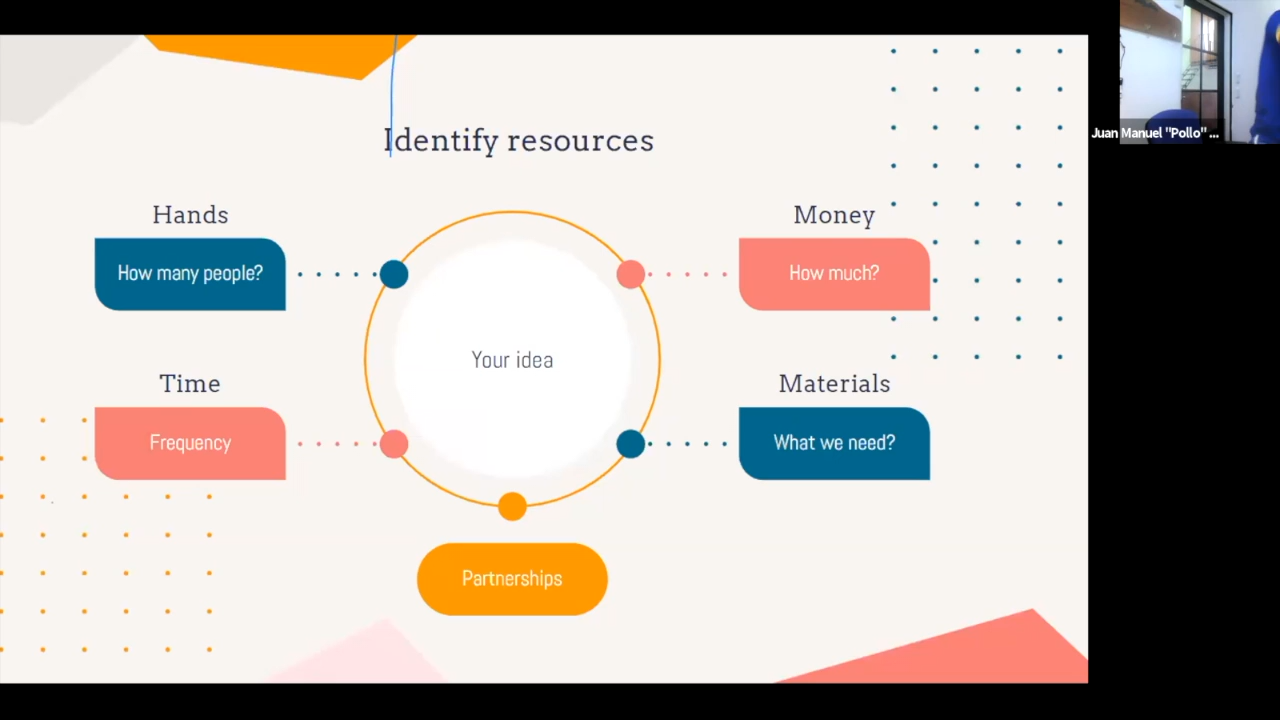 Identify resources
Hands
How many people?
Money
How much?
Your idea
Time
Frequency
Materials
What we need?
Partnerships
Juan Manuel "Pollo" ...